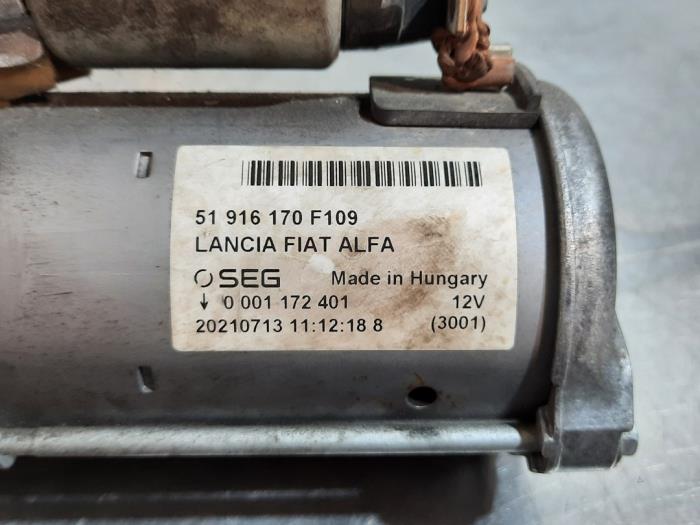 51 916 170 F109
LANCIA FIAT ALFA
SEG Made in Hungary
↓ 0 001 172 401 12V
20210713 11:12:18 8 (3001)